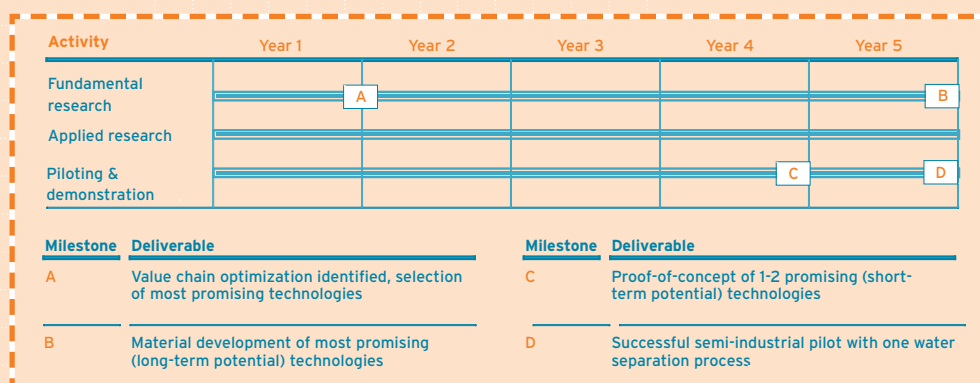 Activity Year 1 Year 2 Year 3 Year 4 Year 5
Fundamental
research
A B
Applied research
Piloting &
demonstration
C D
Milestone Deliverable
A Value chain optimization identified, selection
of most promising technologies
B Material development of most promising
(long-term potential) technologies
Milestone Deliverable
C Proof-of-concept of 1-2 promising (short-
term potential) technologies
D Successful semi-industrial pilot with one water
separation process